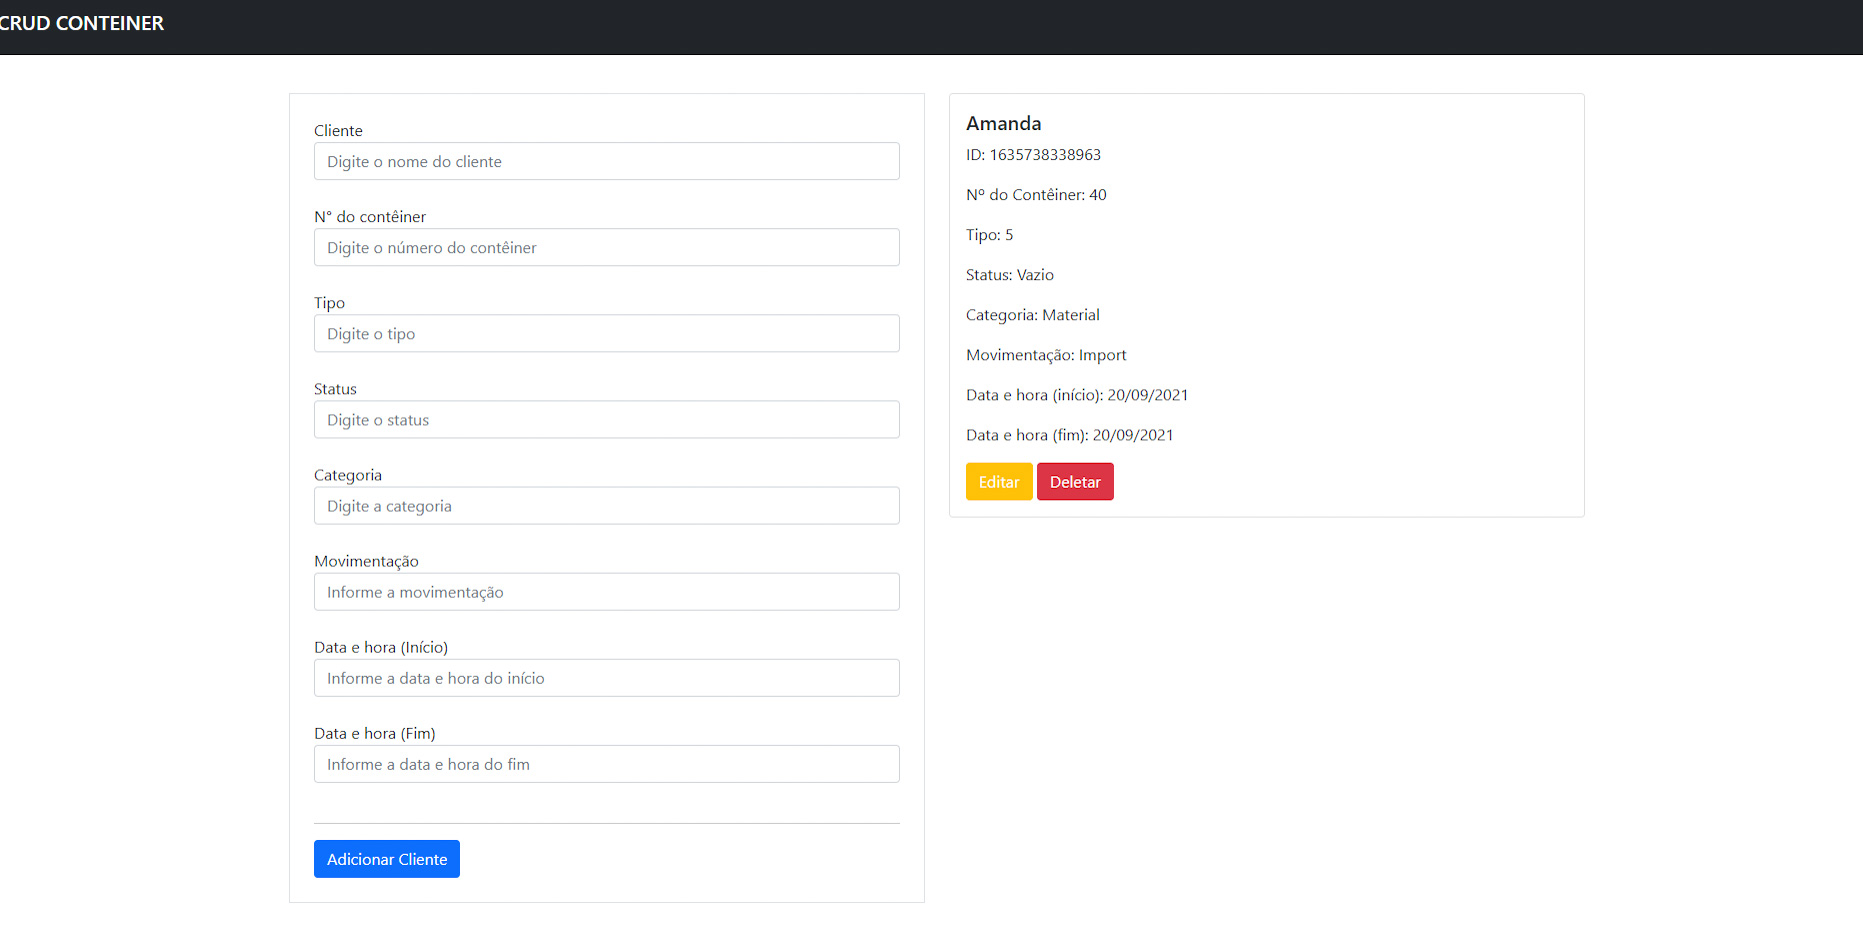 CRUD CONTEINER
Cliente
Digite o nome do cliente
N° do contêiner
Digite o número do contêiner
Tipo
Digite o tipo
Status
Digite o status
Categoria
Digite a categoria
Movimentação
Informe a movimentação
Data e hora (Início)
Informe a data e hora do início
Data e hora (Fim)
Informe a data e hora do fim
Adicionar Cliente
Amanda
ID: 1635738338963
Nº do Contêiner: 40
Tipo: 5
Status: Vazio
Categoria: Material
Movimentação: Import
Data e hora (início): 20/09/2021
Data e hora (fim): 20/09/2021
Editar Deletar